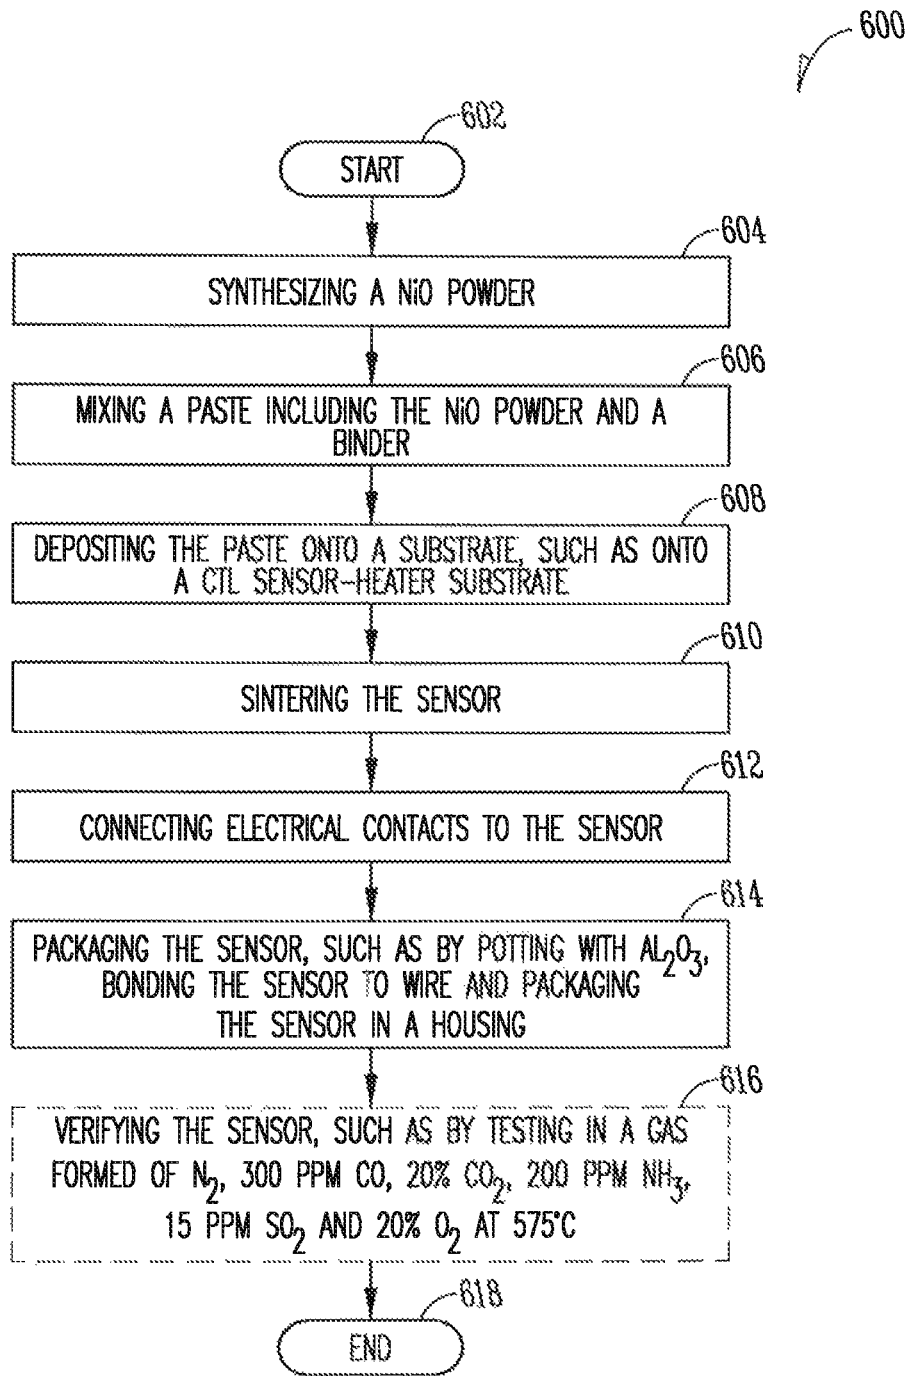 600
602
START
604
SYNTHESIZING A NiO POWDER
606
MIXING A PASTE INCLUDING THE NiO POWDER AND A
BINDER
608
DEPOSITING THE PASTE ONTO A SUBSTRATE, SUCH AS ONTO
A CTL SENSOR-HEATER SUBSTRATE
610
SINTERING THE SENSOR
612
CONNECTING ELECTRICAL CONTACTS TO THE SENSOR
614
PACKAGING THE SENSOR, SUCH AS BY POTTING WITH AL₂O₃,
BONDING THE SENSOR TO WIRE AND PACKAGING
THE SENSOR IN A HOUSING
616
VERIFYING THE SENSOR, SUCH AS BY TESTING IN A GAS
FORMED OF N₂, 300 PPM CO, 20% CO₂, 200 PPM NH₃,
15 PPM SO₂ AND 20% O₂ AT 575°C
618
END